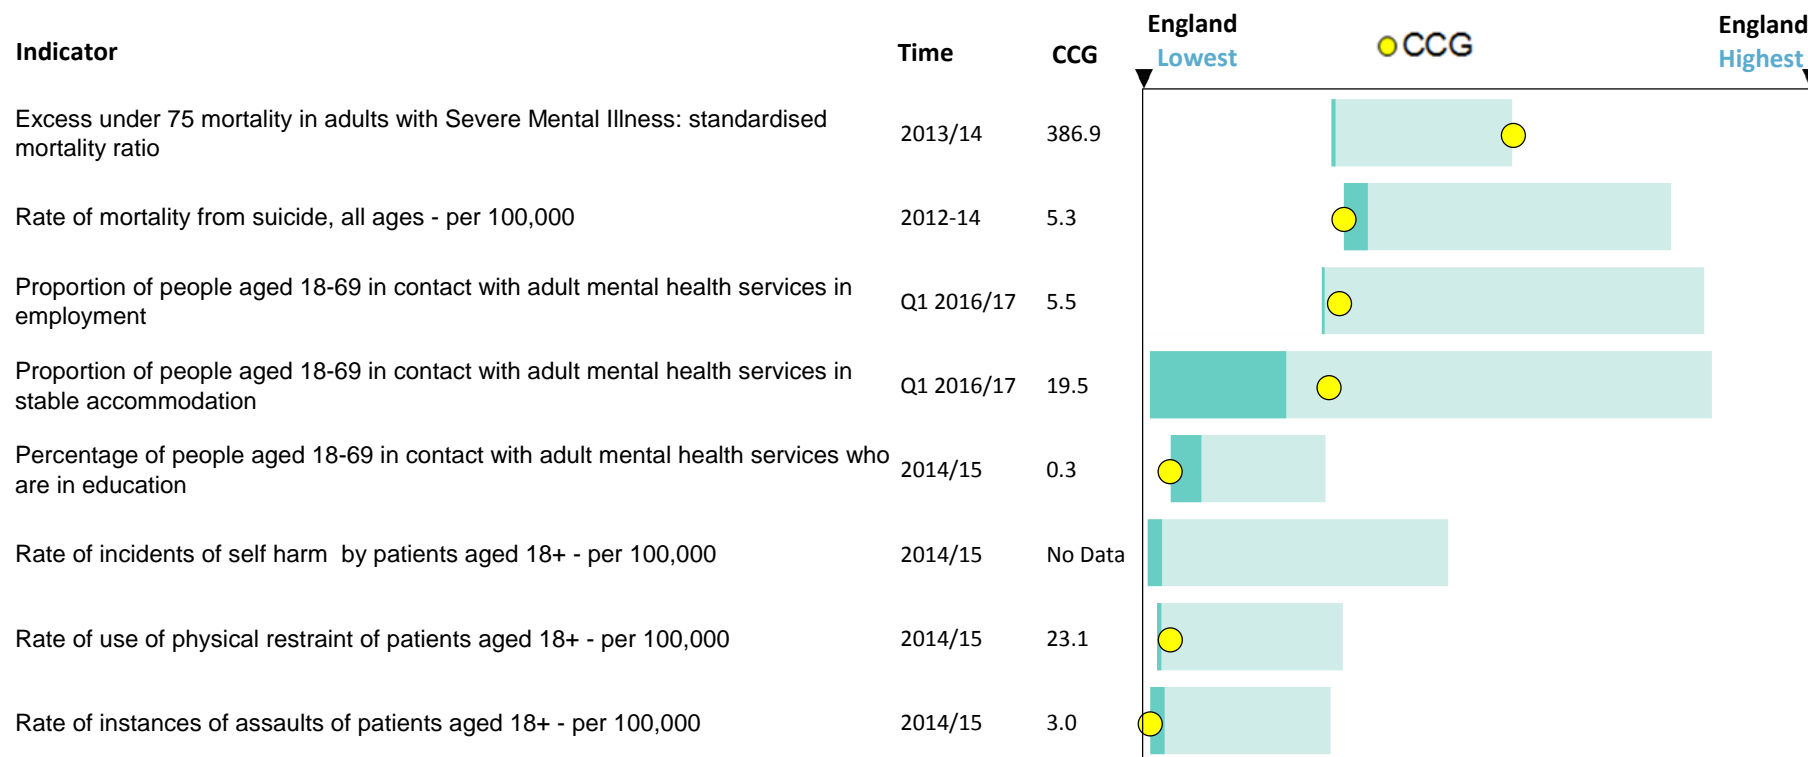 Indicator Time CCG England Lowest CCG England Highest
Excess under 75 mortality in adults with Severe Mental Illness: standardised
mortality ratio
2013/14 386.9
Rate of mortality from suicide, all ages - per 100,000 2012-14 5.3
Proportion of people aged 18-69 in contact with adult mental health services in
employment
Q1 2016/17 5.5
Proportion of people aged 18-69 in contact with adult mental health services in
stable accommodation
Q1 2016/17 19.5
Percentage of people aged 18-69 in contact with adult mental health services who
are in education
2014/15 0.3
Rate of incidents of self harm  by patients aged 18+ - per 100,000 2014/15 No Data
Rate of use of physical restraint of patients aged 18+ - per 100,000 2014/15 23.1
Rate of instances of assaults of patients aged 18+ - per 100,000 2014/15 3.0